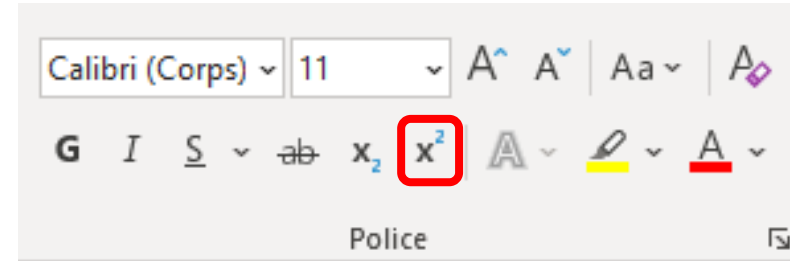 Calibri (Corps) 11 A A Aa A
G I S ab x₂ x² A A
Police